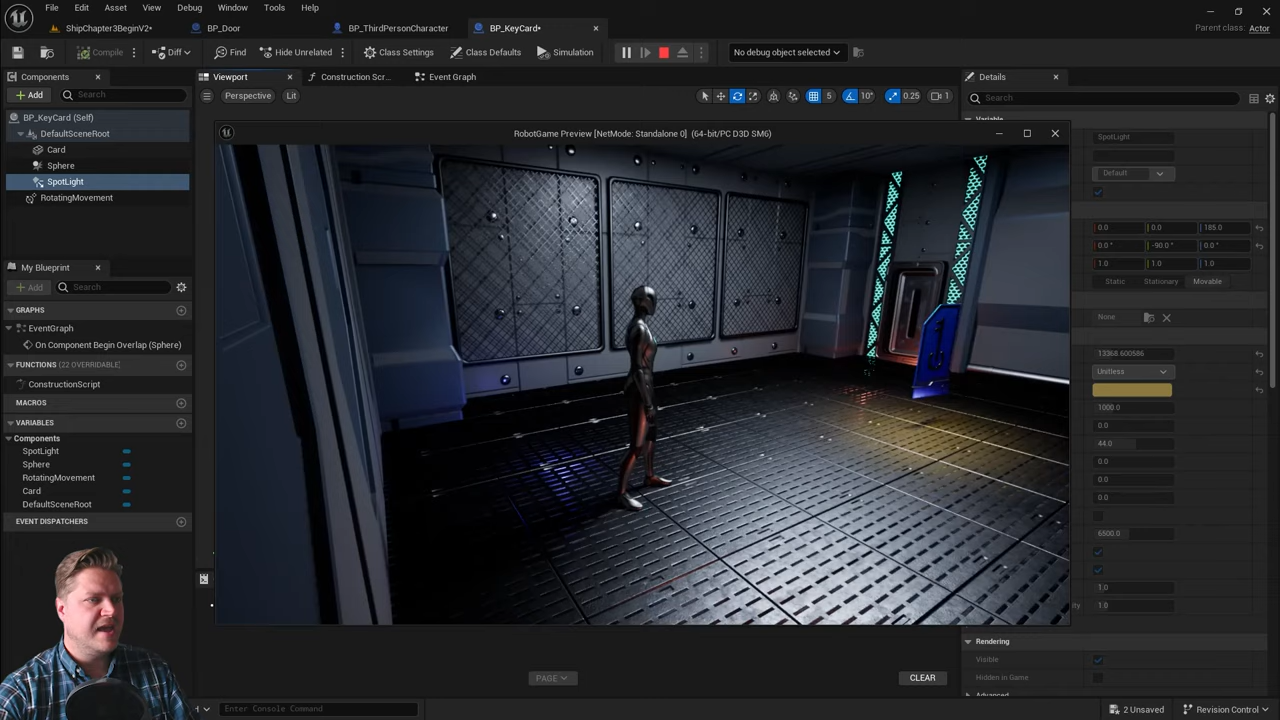 File Edit Asset View Debug Window Tools Help
ShipChapter3BeginV2• BP_Door BP_ThirdPersonCharacter BP_KeyCard•
Parent class: Actor
Compile Diff Find Hide Unrelated Class Settings Class Defaults Simulation No debug object selected
Components
Viewport Construction Scr... Event Graph
Details
Add Search
Perspective Lit
5 10° 0.25 1
Search
BP_KeyCard (Self)
DefaultSceneRoot
Card
Sphere
SpotLight
RotatingMovement
RobotGame Preview [NetMode: Standalone 0] (64-bit/PC D3D SM6)
Variable
SpotLight
Default
0.0 0.0 185.0
0.0 ° -90.0 ° 0.0 °
1.0 1.0 1.0
Static Stationary Movable
None
13368.600586
Unitless
1000.0
0.0
44.0
0.0
0.0
0.0
6500.0
1.0
1.0
My Blueprint
Add Search
GRAPHS
EventGraph
On Component Begin Overlap (Sphere)
FUNCTIONS (22 OVERRIDABLE)
ConstructionScript
MACROS
VARIABLES
Components
SpotLight
Sphere
RotatingMovement
Card
DefaultSceneRoot
EVENT DISPATCHERS
PAGE
CLEAR
Rendering
Visible
Hidden in Game
Advanced
Enter Console Command
2 Unsaved Revision Control